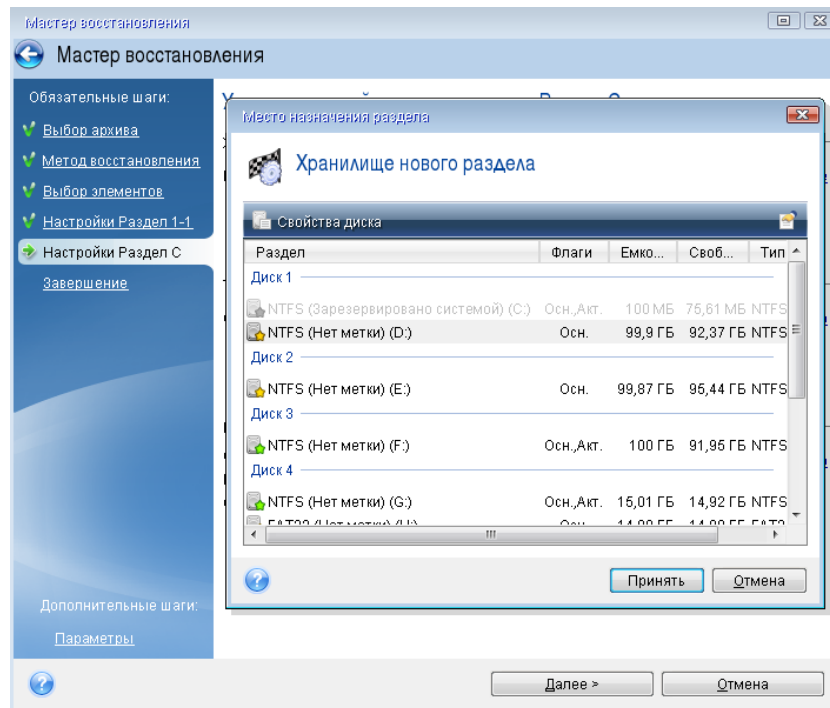 Мастер восстановления
Мастер восстановления
Обязательные шаги:
Выбор архива
Метод восстановления
Выбор элементов
Настройки Раздел 1-1
Настройки Раздел C
Завершение
Дополнительные шаги:
Параметры
Место назначения раздела
Хранилище нового раздела
Свойства диска
Раздел Флаги Емко... Своб... Тип
Диск 1
NTFS (Зарезервировано системой) (C:) Осн.,Акт. 100 МБ 75,61 МБ NTFS
NTFS (Нет метки) (D:) Осн. 99,9 ГБ 92,37 ГБ NTFS
Диск 2
NTFS (Нет метки) (E:) Осн. 99,87 ГБ 95,44 ГБ NTFS
Диск 3
NTFS (Нет метки) (F:) Осн.,Акт. 100 ГБ 91,95 ГБ NTFS
Диск 4
NTFS (Нет метки) (G:) Осн.,Акт. 15,01 ГБ 14,92 ГБ NTFS
Принять Отмена
Далее > Отмена